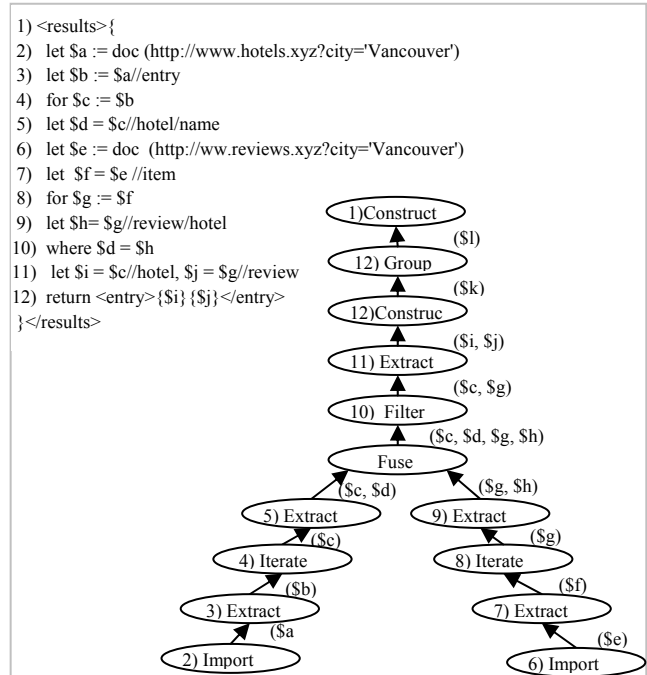 1) <results>{
2) let $a := doc (http://www.hotels.xyz?city='Vancouver')
3) let $b := $a//entry
4) for $c := $b
5) let $d = $c//hotel/name
6) let $e := doc (http://ww.reviews.xyz?city='Vancouver')
7) let $f = $e //item
8) for $g := $f
9) let $h= $g//review/hotel
10) where $d = $h
11) let $i = $c//hotel, $j = $g//review
12) return <entry>{$i}{$j}</entry>
}</results>
1)Construct
($l)
12) Group
($k)
12)Construc
($i, $j)
11) Extract
($c, $g)
10) Filter
($c, $d, $g, $h)
Fuse
($c, $d)
($g, $h)
5) Extract
9) Extract
($c)
($g)
4) Iterate
8) Iterate
($b)
($f)
3) Extract
7) Extract
($a
($e)
2) Import
6) Import